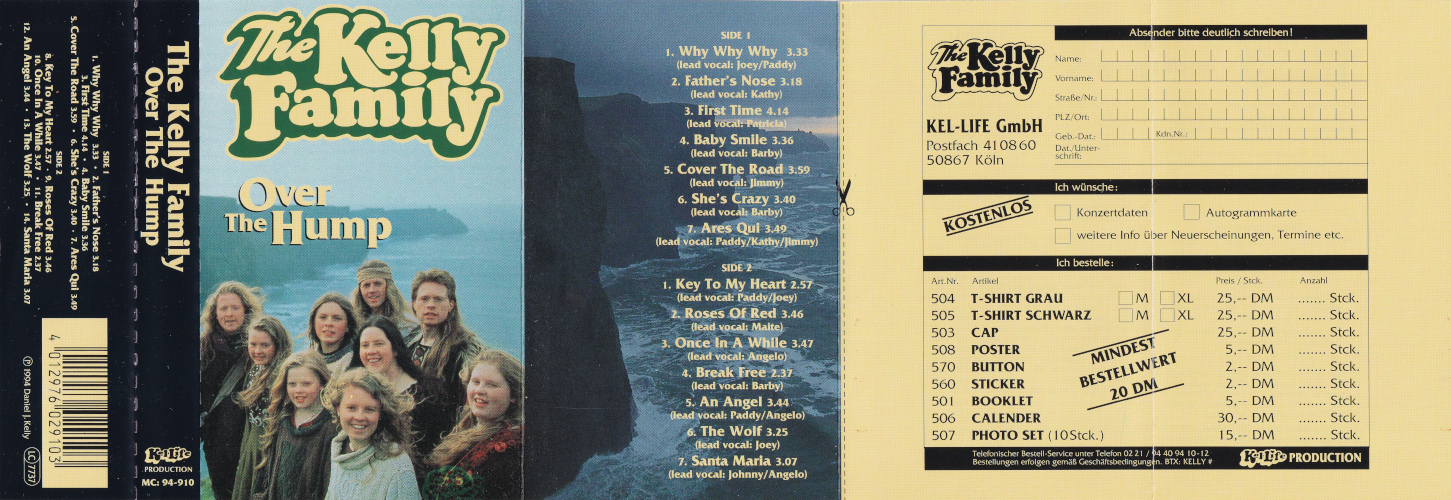 SIDE 1
1. Why Why Why 3.33 · 2. Father's Nose 3.18
3. First Time 4.14 · 4. Baby Smile 3.36
5. Cover The Road 3.59 · 6. She's Crazy 3.40 · 7. Ares Qui 3.49
SIDE 2
8. Key To My Heart 2.57 · 9. Roses Of Red 3.46
10. Once In A While 3.47 · 11. Break Free 2.37
12. An Angel 3.44 · 13. The Wolf 3.25 · 14. Santa Maria 3.07
4 012976 029103
℗ 1994 Daniel J. Kelly
LC 7737
The Kelly Family
Over The Hump
KelLife
PRODUCTION
MC: 94-910
The Kelly
Family
Over
The Hump
SIDE 1
1. Why Why Why 3.33
(lead vocal: Joey/Paddy)
2. Father's Nose 3.18
(lead vocal: Kathy)
3. First Time 4.14
(lead vocal: Patricia)
4. Baby Smile 3.36
(lead vocal: Barby)
5. Cover The Road 3.59
(lead vocal: Jimmy)
6. She's Crazy 3.40
(lead vocal: Barby)
7. Ares Qui 3.49
(lead vocal: Paddy/Kathy/Jimmy)
SIDE 2
1. Key To My Heart 2.57
(lead vocal: Paddy/Joey)
2. Roses Of Red 3.46
(lead vocal: Maite)
3. Once In A While 3.47
(lead vocal: Angelo)
4. Break Free 2.37
(lead vocal: Barby)
5. An Angel 3.44
(lead vocal: Paddy/Angelo)
6. The Wolf 3.25
(lead vocal: Joey)
7. Santa Maria 3.07
(lead vocal: Johnny/Angelo)
The Kelly
Family
KEL-LIFE GmbH
Postfach 41 08 60
50867 Köln
Absender bitte deutlich schreiben!
Name:
Vorname:
Straße/Nr.:
PLZ/Ort:
Geb.-Dat.: Kdn.Nr.:
Dat./Unter-
schrift:
Ich wünsche:
KOSTENLOS
Konzertdaten Autogrammkarte
weitere Info über Neuerscheinungen, Termine etc.
Ich bestelle:
Art.Nr. Artikel Preis / Stck. Anzahl
504 T-SHIRT GRAU M XL 25,-- DM ....... Stck.
505 T-SHIRT SCHWARZ M XL 25,-- DM ....... Stck.
503 CAP 25,-- DM ....... Stck.
508 POSTER 5,-- DM ....... Stck.
570 BUTTON 2,-- DM ....... Stck.
560 STICKER 2,-- DM ....... Stck.
501 BOOKLET 5,-- DM ....... Stck.
506 CALENDER 30,-- DM ....... Stck.
507 PHOTO SET (10Stck.) 15,-- DM ....... Stck.
MINDEST
BESTELLWERT
20 DM
Telefonischer Bestell-Service unter Telefon 02 21 / 94 40 94 10-12
Bestellungen erfolgen gemäß Geschäftsbedingungen. BTX: KELLY #
KelLife PRODUCTION